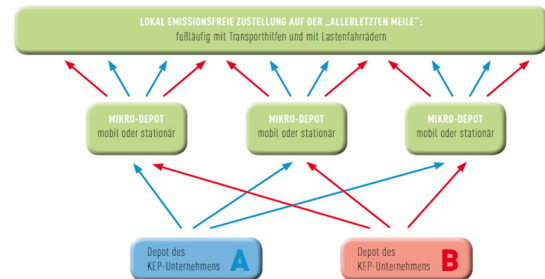 LOKAL EMISSIONSFREIE ZUSTELLUNG AUF DER „ALLERLETZTEN MEILE“:
fußläufig mit Transporthilfen und mit Lastenfahrrädern
MIKRO-DEPOT
mobil oder stationär
MIKRO-DEPOT
mobil oder stationär
MIKRO-DEPOT
mobil oder stationär
Depot des
KEP-Unternehmens A
Depot des
KEP-Unternehmens B